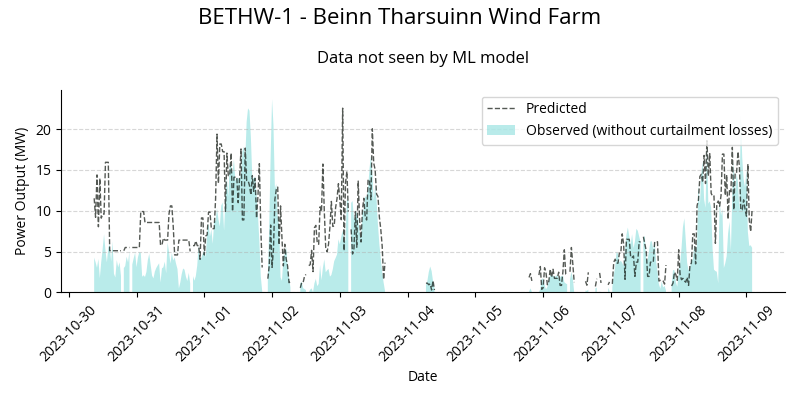 BETHW-1 - Beinn Tharsuinn Wind Farm
Data not seen by ML model
Predicted
Observed (without curtailment losses)
Power Output (MW)
20
15
10
5
0
2023-10-30
2023-10-31
2023-11-01
2023-11-02
2023-11-03
2023-11-04
2023-11-05
2023-11-06
2023-11-07
2023-11-08
2023-11-09
Date